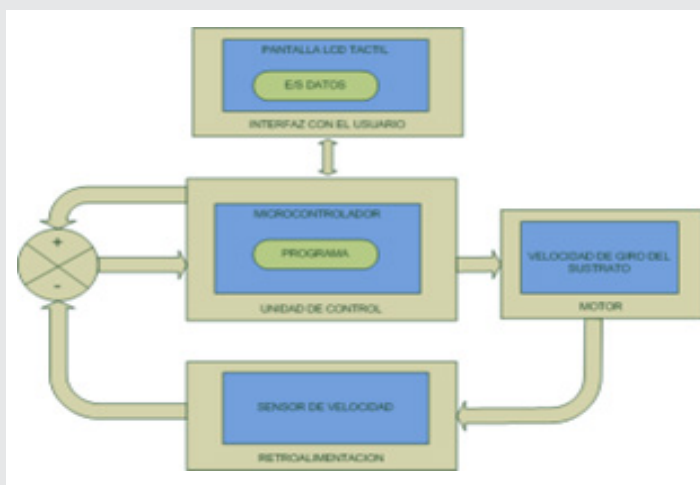 PANTALLA LCD TACTIL
E/S DATOS
INTERFAZ CON EL USUARIO
+
-
MICROCONTROLADOR
PROGRAMA
UNIDAD DE CONTROL
VELOCIDAD DE GIRO DEL
SUSTRATO
MOTOR
SENSOR DE VELOCIDAD
RETROALIMENTACION